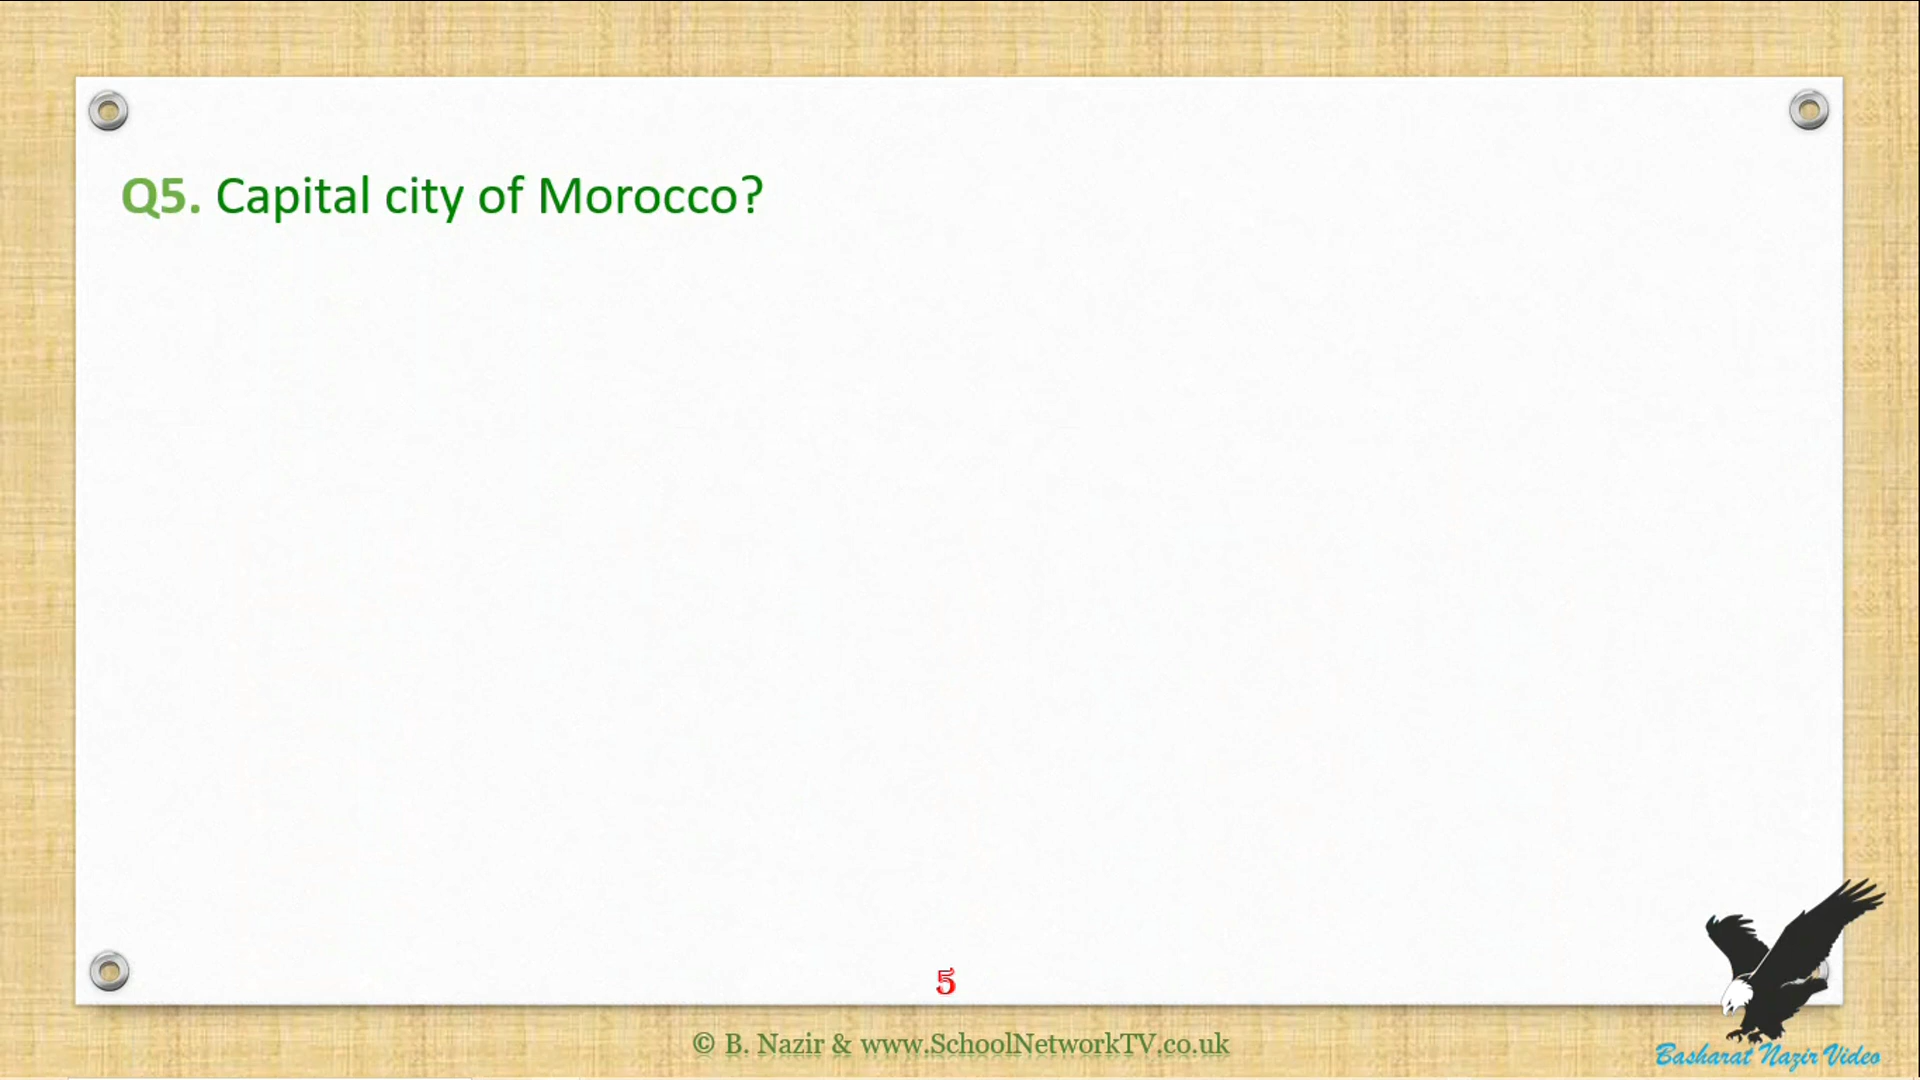 Q5. Capital city of Morocco?
5
© B. Nazir & www.SchoolNetworkTV.co.uk
Basharat Nazir Video